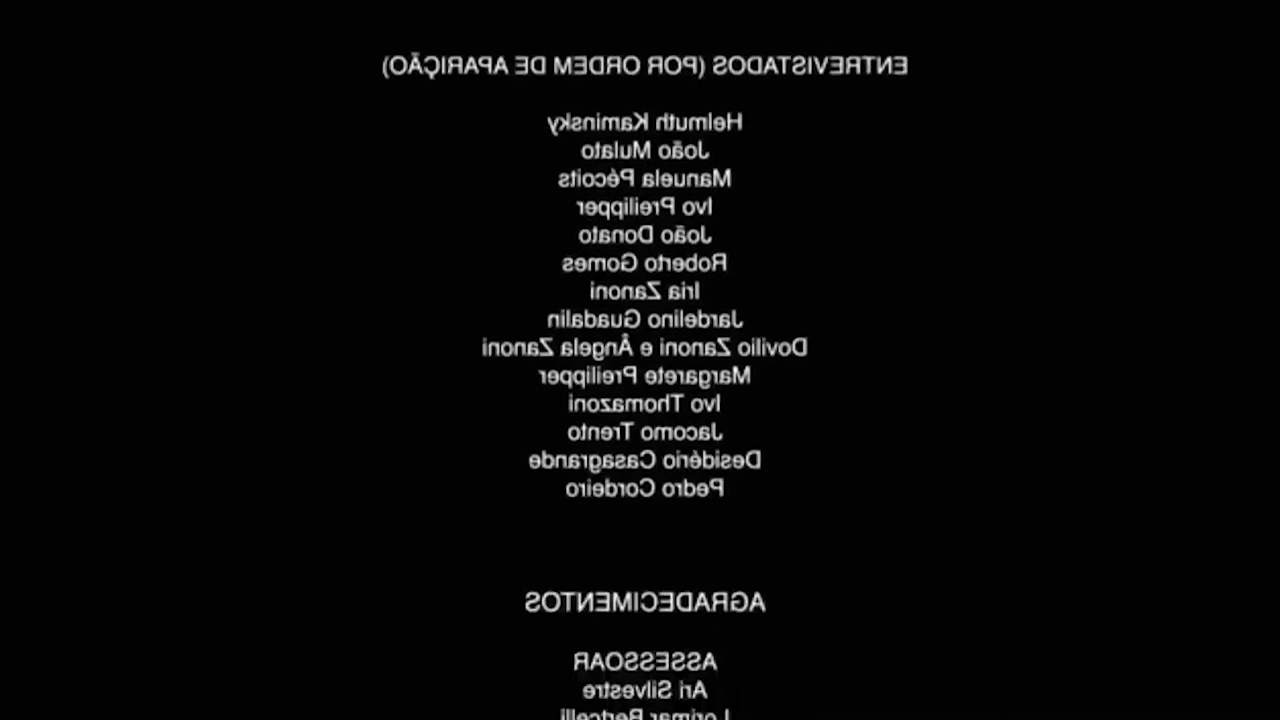 ENTREVISTADOS (POR ORDEM DE APARIÇÃO)
Helmuth Kaminsky
João Mulato
Manuela Pécoits
Ivo Preilipper
João Donato
Roberto Gomes
Iria Zanoni
Jardelino Guadalin
Dovilio Zanoni e Ângela Zanoni
Margarete Preilipper
Ivo Thomazoni
Jacomo Trento
Desidério Casagrande
Pedro Cordeiro
AGRADECIMENTOS
ASSESSOAR
Ari Silvestre
Lorimar